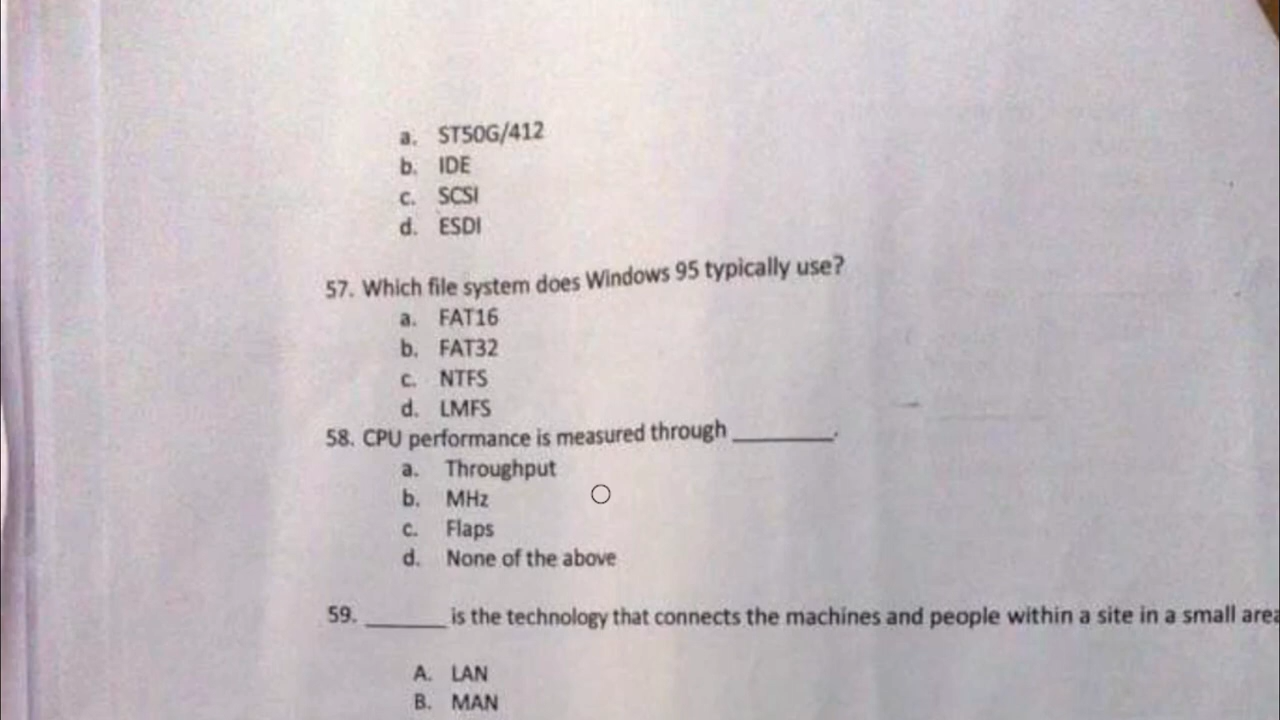 a. ST50G/412
b. IDE
c. SCSI
d. ESDI
57. Which file system does Windows 95 typically use?
a. FAT16
b. FAT32
c. NTFS
d. LMFS
58. CPU performance is measured through ________.
a. Throughput
b. MHz
c. Flaps
d. None of the above
59. _______ is the technology that connects the machines and people within a site in a small area
A. LAN
B. MAN